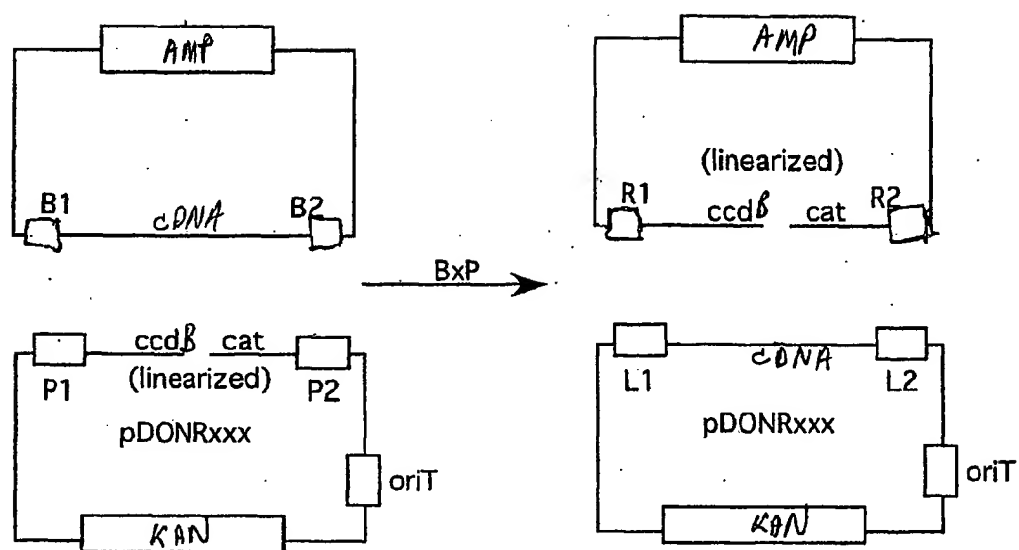 AMP
AMP
(linearized)
B1
B2
cDNA
R1
R2
ccdB cat
BxP
ccdB cat
(linearized)
P1
P2
pDONRxxx
oriT
KAN
cDNA
L1
L2
pDONRxxx
oriT
KAN